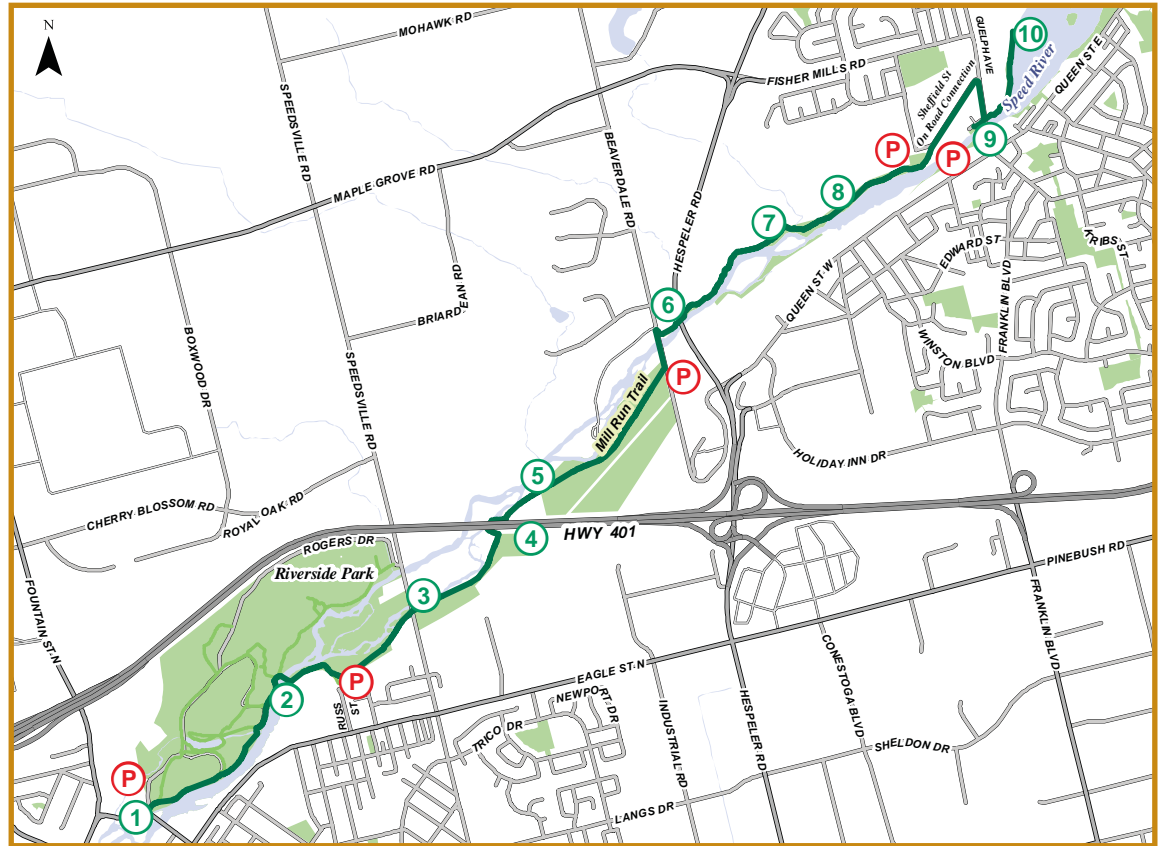 N
MOHAWK RD
GUELPH AVE
10
SPEEDSVILLE RD
FISHER MILLS RD
Sheffield St
On Road Connection
Speed River
QUEEN ST E
P
P
9
BEAVERDALE RD
MAPLE GROVE RD
HESPELER RD
8
7
EDWARD ST
KRIBS ST
BRIARDEAN RD
QUEEN ST W
FRANKLIN BLVD
6
WINSTON BLVD
BOXWOOD DR
SPEEDSVILLE RD
P
Mill Run Trail
HOLIDAY INN DR
5
CHERRY BLOSSOM RD
ROYAL OAK RD
4
HWY 401
ROGERS DR
Riverside Park
PINEBUSH RD
FOUNTAIN ST N
3
FRANKLIN BLVD
CONESTOGA BLVD
EAGLE ST N
P
2
RUSS
ST
NEWPORT DR
INDUSTRIAL RD
HESPELER RD
TRICO DR
SHELDON DR
P
1
LANGS DR